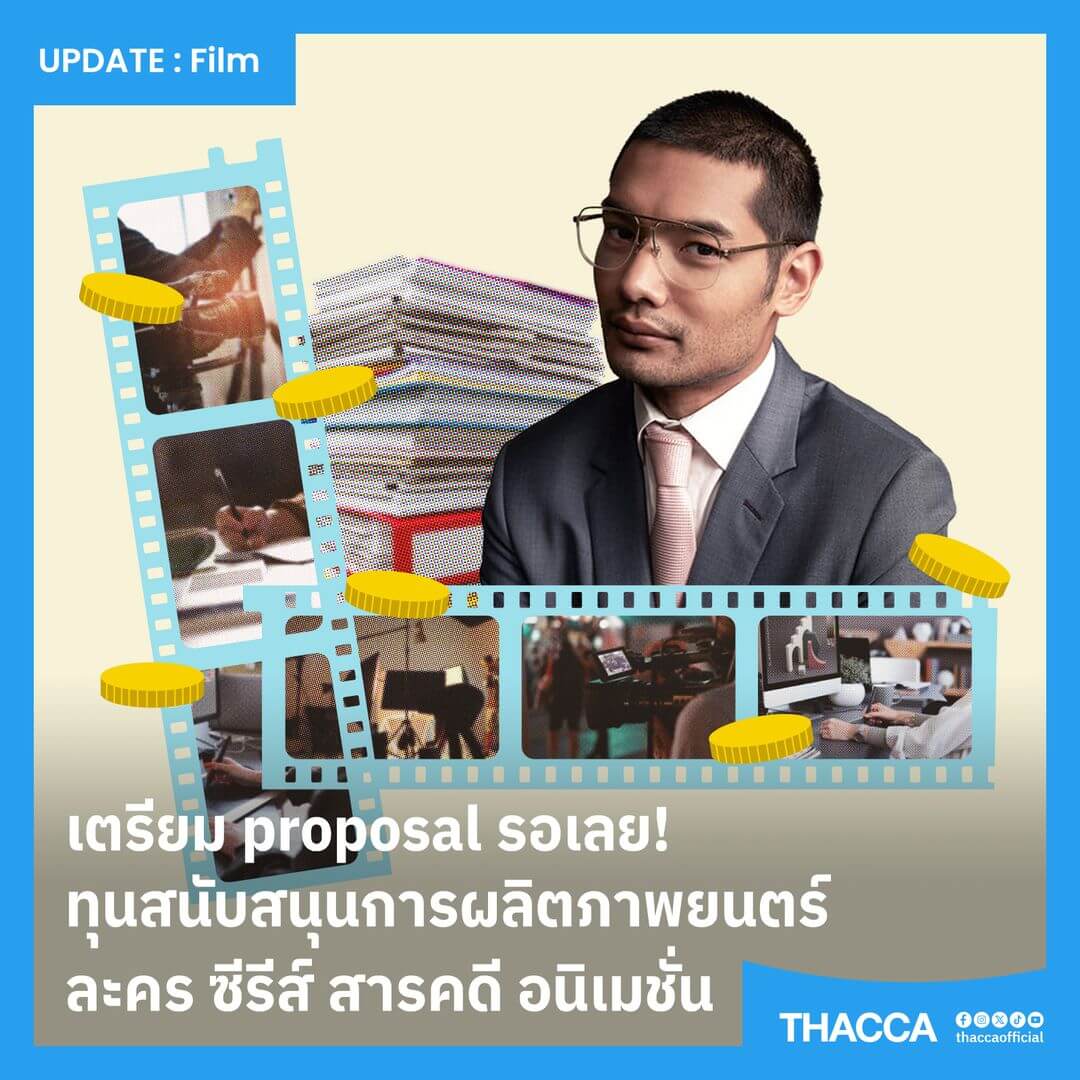 UPDATE : Film
เตรียม proposal รอเลย!
ทุนสนับสนุนการผลิตภาพยนตร์
ละคร ซีรีส์ สารคดี อนิเมชั่น
THACCA
thaccaofficial